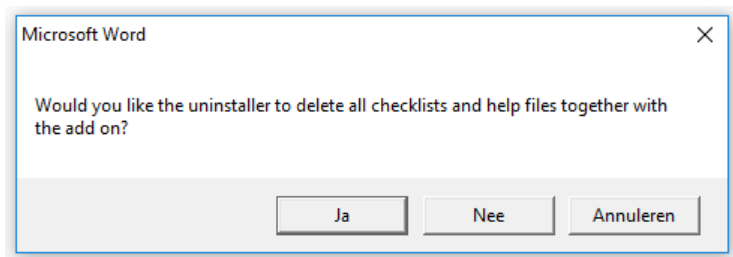 Microsoft Word
Would you like the uninstaller to delete all checklists and help files together with
the add on?
Ja
Nee
Annuleren